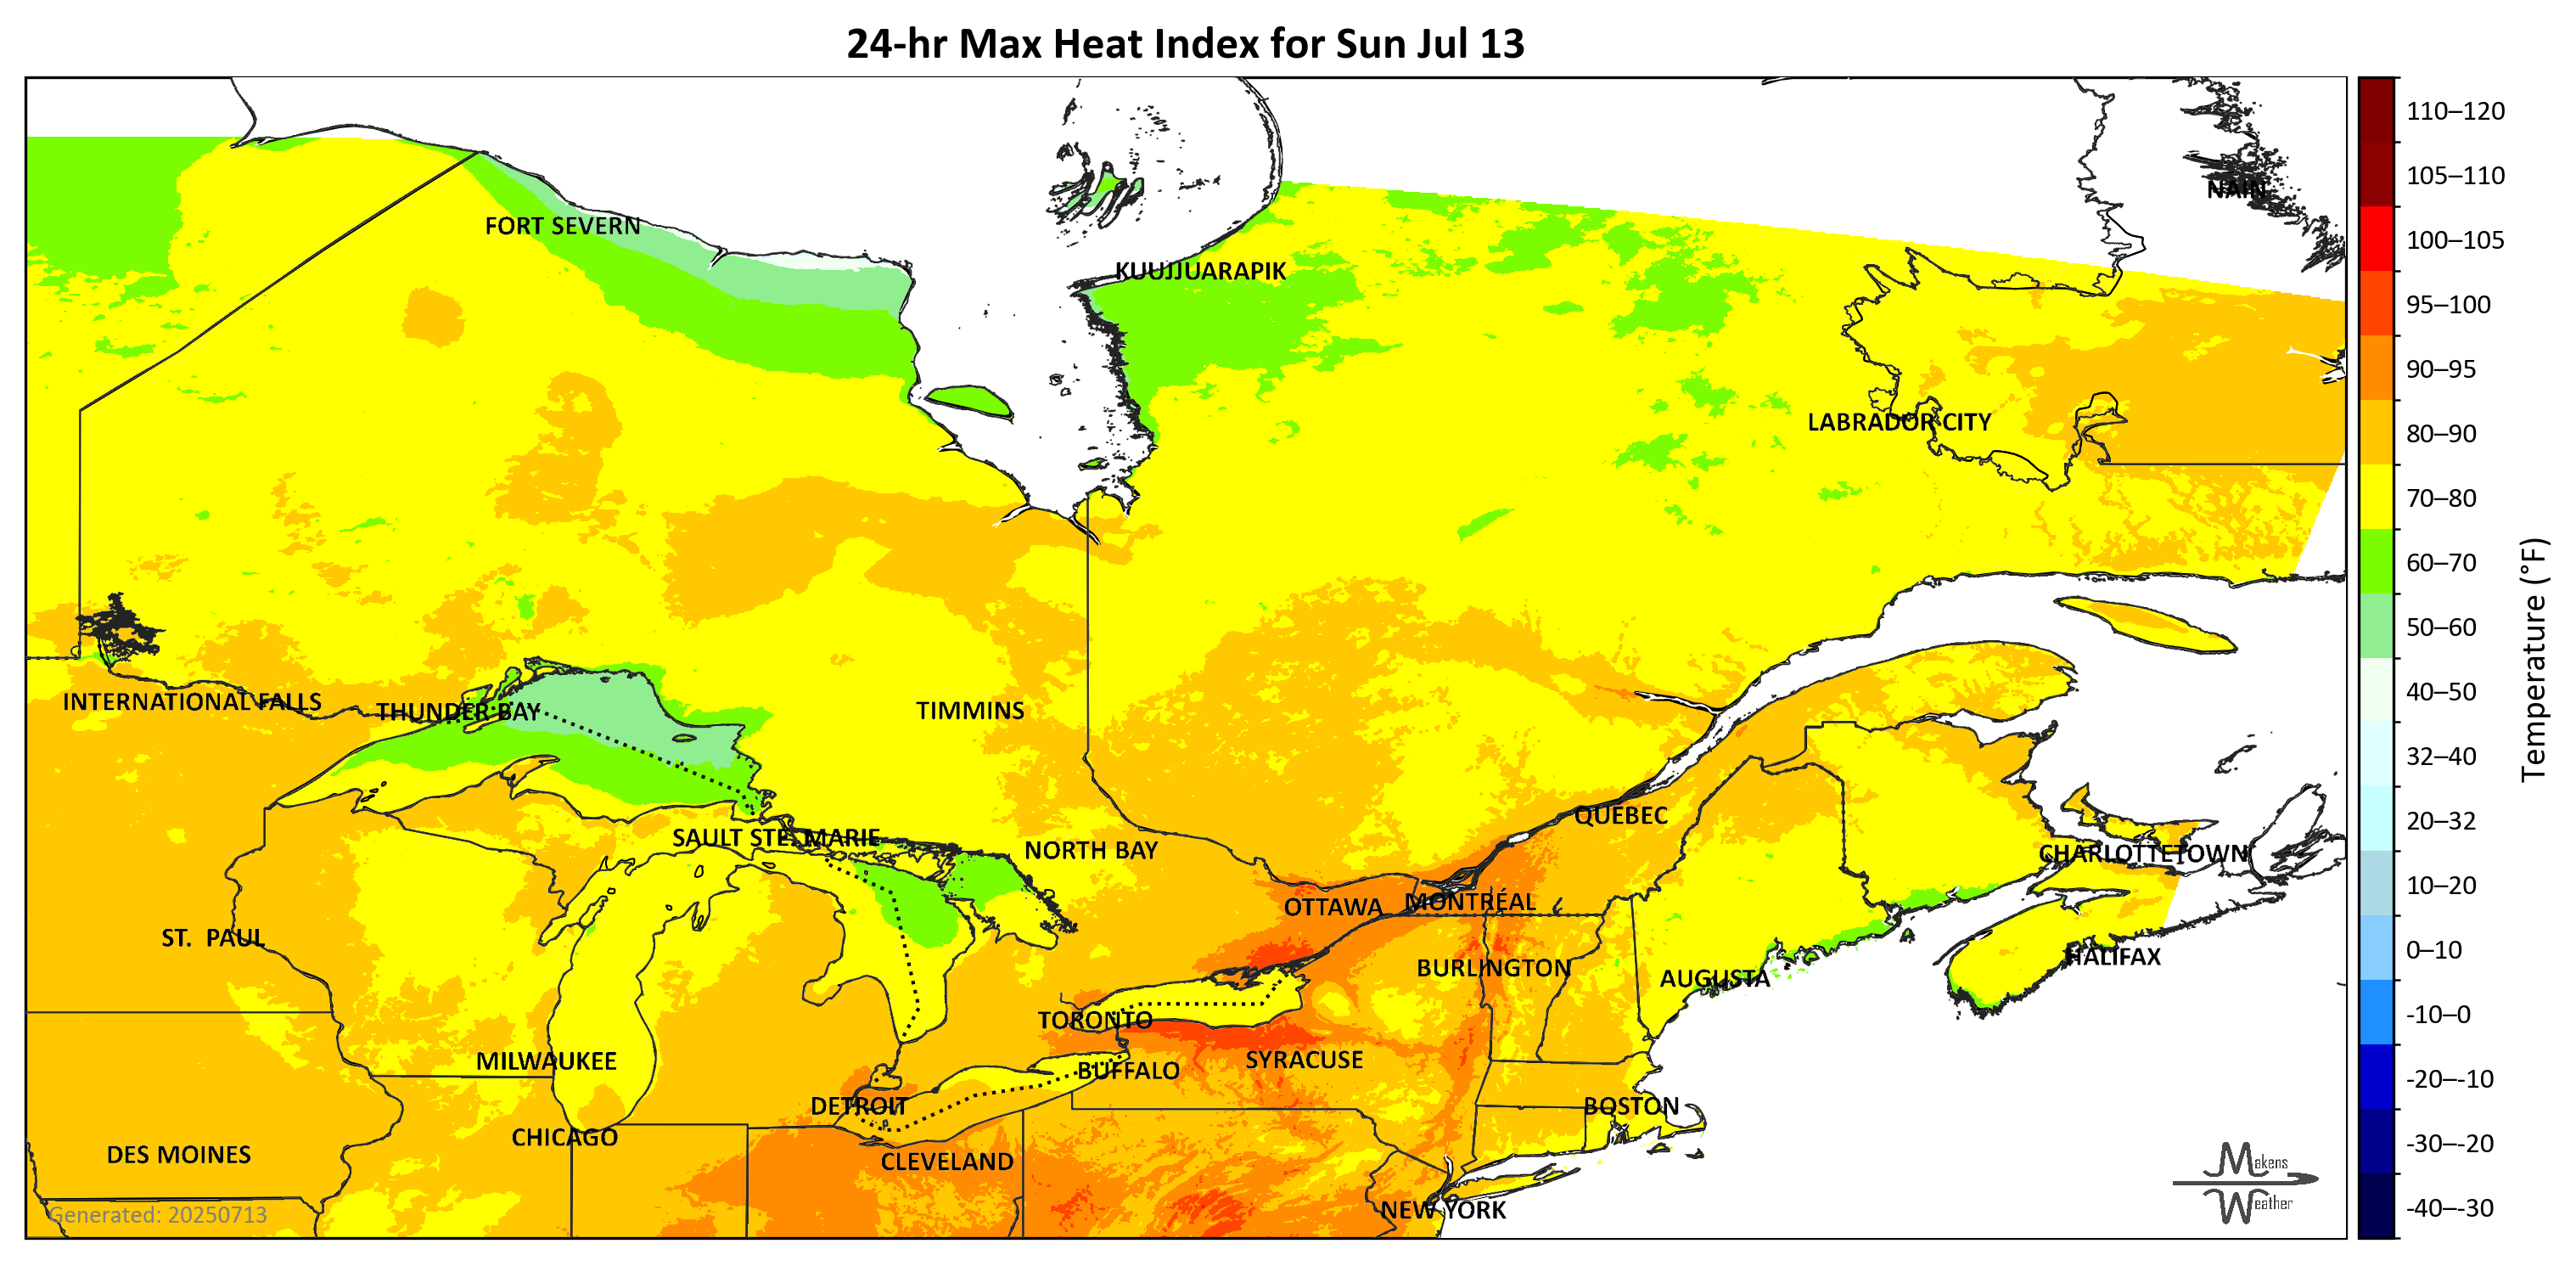 24-hr Max Heat Index for Sun Jul 13
110–120
105–110
100–105
95–100
90–95
80–90
70–80
60–70
50–60
40–50
32–40
20–32
10–20
0–10
-10–0
-20–-10
-30–-20
-40–-30
Temperature (°F)
NAIN
FORT SEVERN
KUUJJUARAPIK
LABRADOR CITY
INTERNATIONAL FALLS
THUNDER BAY
TIMMINS
QUÉBEC
SAULT STE. MARIE
NORTH BAY
CHARLOTTETOWN
OTTAWA
MONTRÉAL
ST.  PAUL
HALIFAX
BURLINGTON
AUGUSTA
TORONTO
MILWAUKEE
SYRACUSE
BUFFALO
DETROIT
BOSTON
CHICAGO
DES MOINES
CLEVELAND
NEW YORK
Makens
Weather
Generated: 20250713